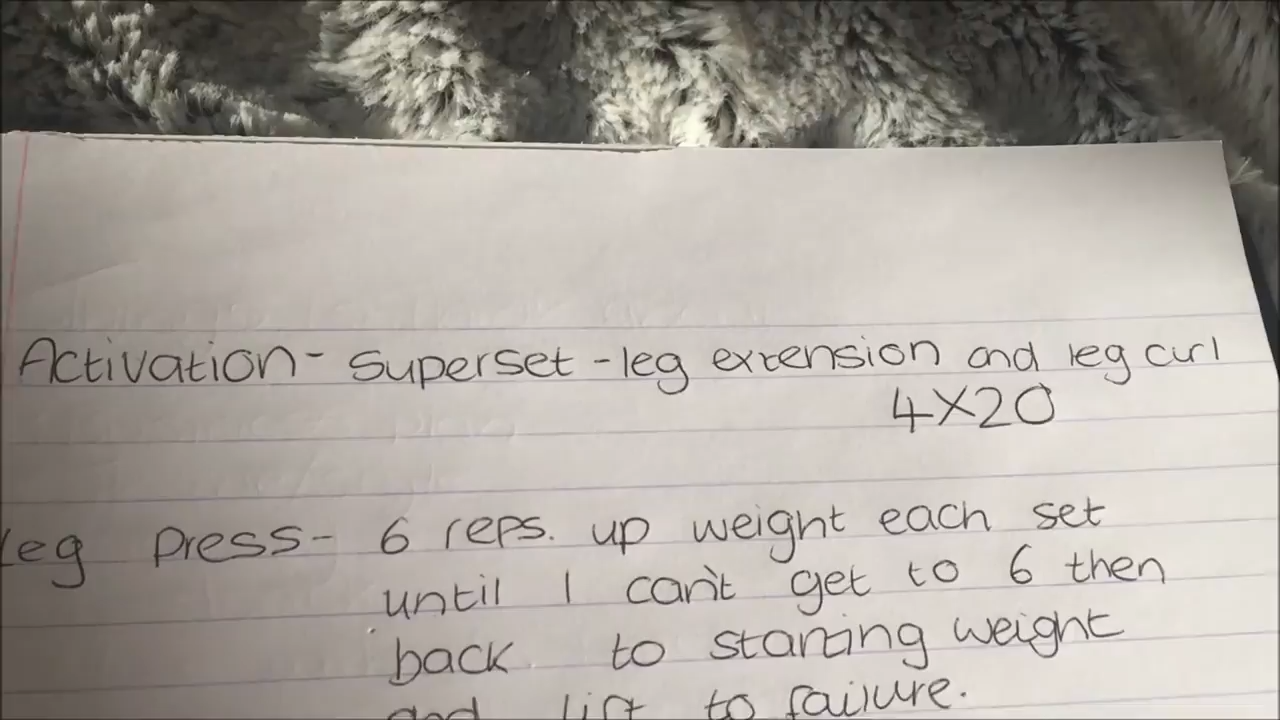 Activation - Superset - leg extension and leg curl
4X20
Leg Press - 6 reps. up weight each set
until I can't get to 6 then
back to starting weight
and lift to failure.